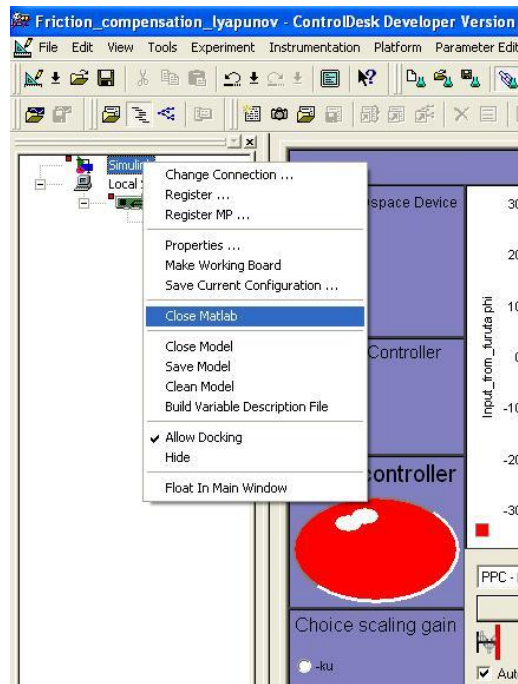 Friction_compensation_lyapunov - ControlDesk Developer Version
File Edit View Tools Experiment Instrumentation Platform Parameter Edit
Simulink
Local
Change Connection ...
Register ...
Register MP ...
Properties ...
Make Working Board
Save Current Configuration ...
Close Matlab
Close Model
Save Model
Clean Model
Build Variable Description File
Allow Docking
Hide
Float In Main Window
space Device
Controller
controller
Choice scaling gain
-ku
30
20
10
0
-10
-20
-30
Input_from_furuta phi
PPC -
Aut